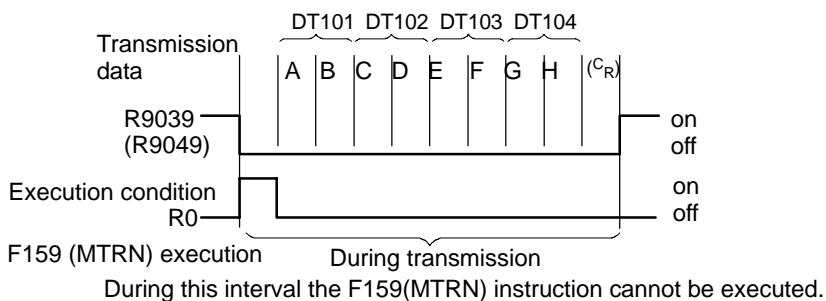 DT101 DT102 DT103 DT104
Transmission
data
A B C D E F G H (CR)
R9039 on
(R9049) off
Execution condition on
R0 off
F159 (MTRN) execution During transmission
During this interval the F159(MTRN) instruction cannot be executed.